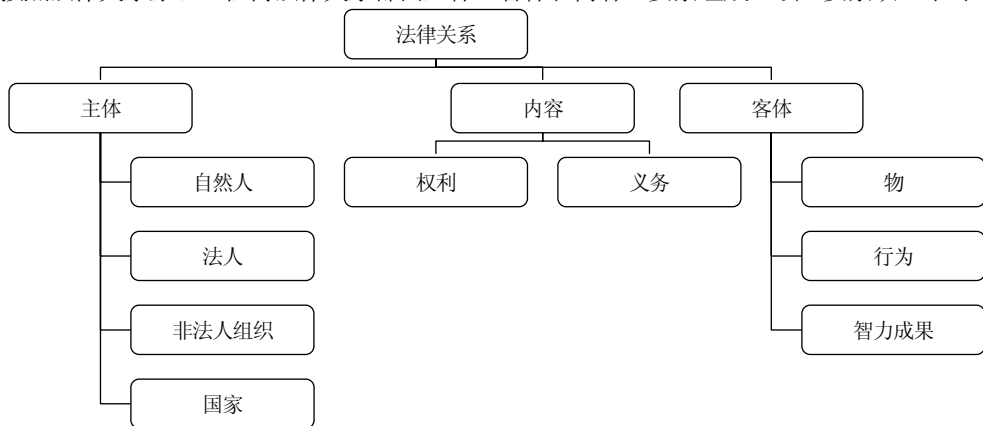 法律关系
主体
内容
客体
自然人
权利
义务
物
法人
行为
非法人组织
智力成果
国家